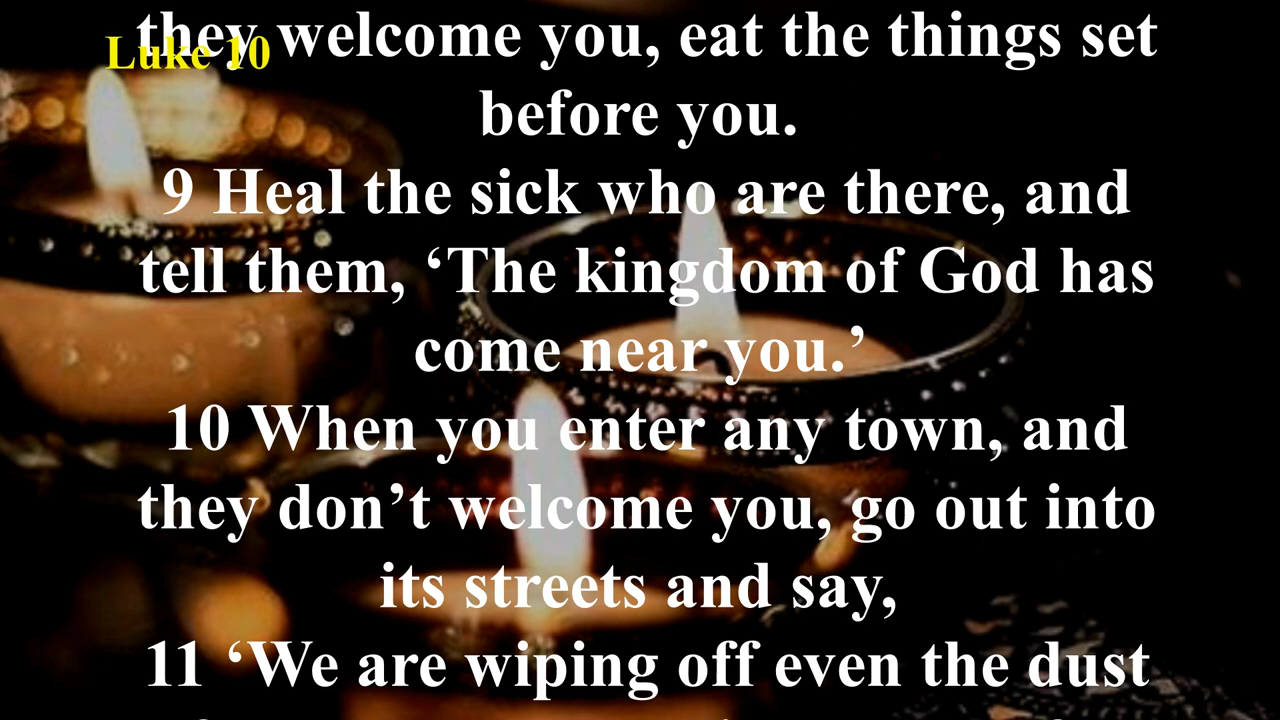 Luke 10
they welcome you, eat the things set
before you.
9 Heal the sick who are there, and
tell them, ‘The kingdom of God has
come near you.’
10 When you enter any town, and
they don’t welcome you, go out into
its streets and say,
11 ‘We are wiping off even the dust